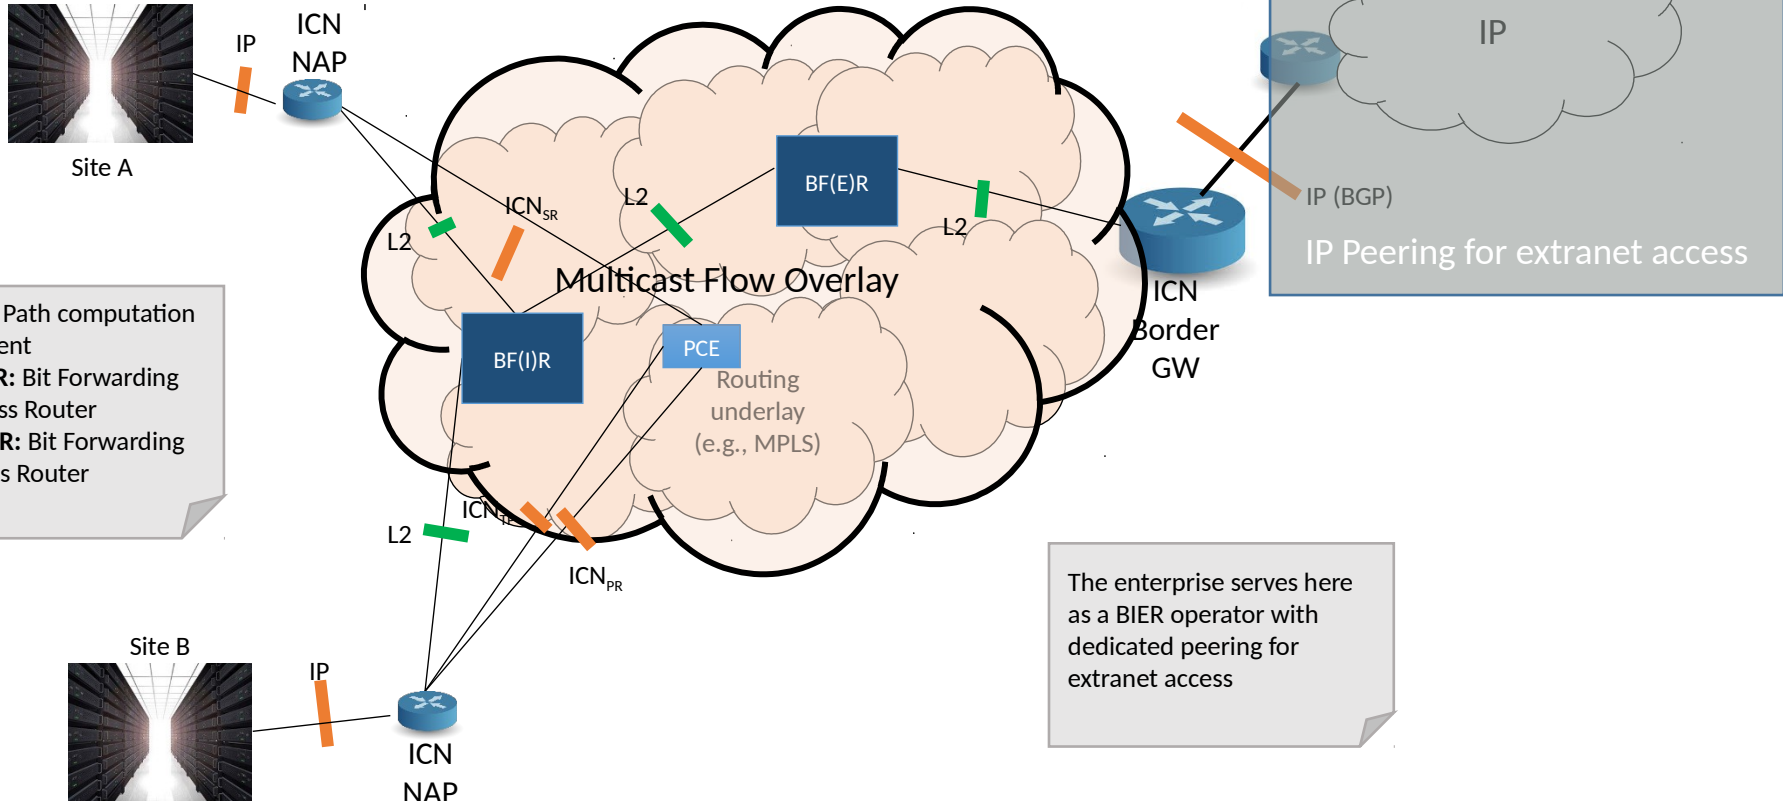 ICN
NAP
IP
Site A
IP
IP (BGP)
IP Peering for extranet access
BF(E)R
L2
ICNSR
L2
L2
Multicast Flow Overlay
ICN
Border
GW
Path computation
ent
R: Bit Forwarding
ss Router
R: Bit Forwarding
s Router
BF(I)R
PCE
Routing
underlay
(e.g., MPLS)
ICN
L2
ICNPR
The enterprise serves here
as a BIER operator with
dedicated peering for
extranet access
Site B
IP
ICN
NAP